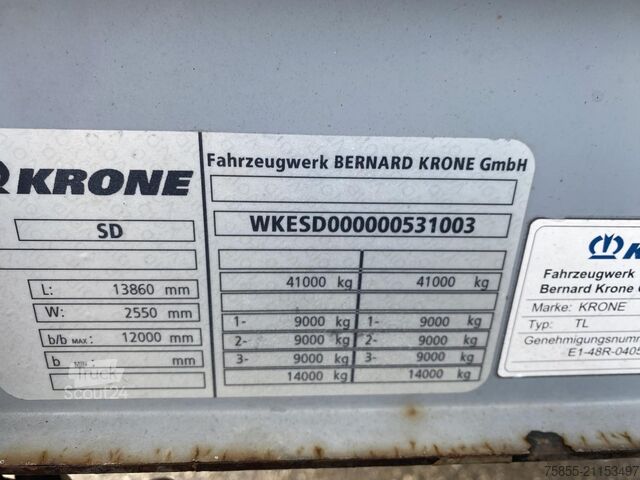 KRONE
SD
L: 13860 mm
W: 2550 mm
b/b MAX: 12000 mm
b MIN: mm
Fahrzeugwerk BERNARD KRONE GmbH
WKESD000000531003
41000 kg 41000 kg
1- 9000 kg 1- 9000 kg
2- 9000 kg 2- 9000 kg
3- 9000 kg 3- 9000 kg
14000 kg 14000 kg
Fahrzeugwerk
Bernard Krone
Marke: KRONE
Typ: TL
Genehmigungsnum
E1-48R-0405
Truck
Scout24
75855-21153497